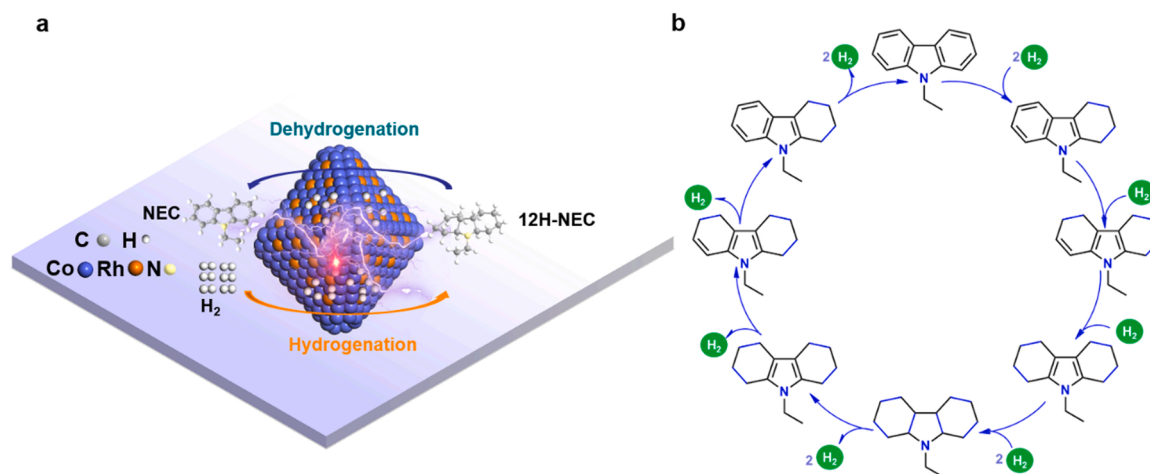 a
Dehydrogenation
NEC
12H-NEC
C H
Co Rh N
H₂
Hydrogenation
b
2 H₂
2 H₂
N
N
N
H₂
H₂
N
N
H₂
H₂
N
N
2 H₂
2 H₂
N